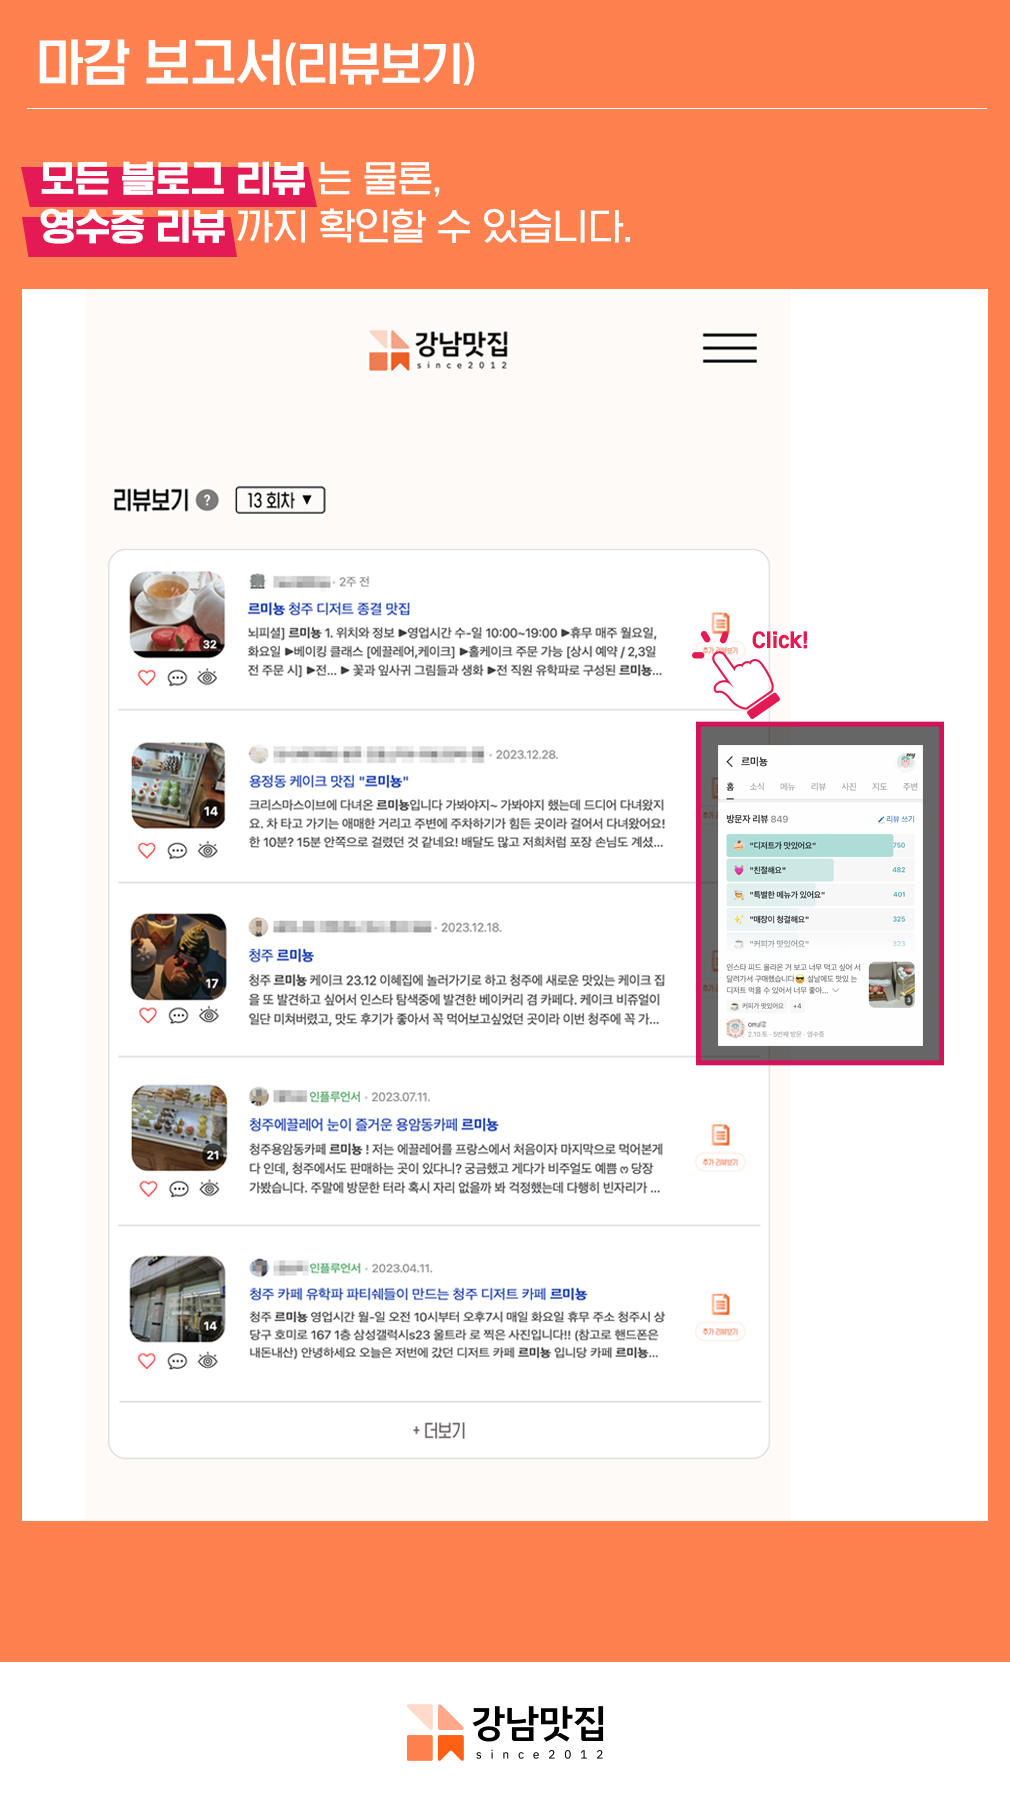 마감 보고서(리뷰보기)
모든 블로그 리뷰 는 물론,
영수증 리뷰 까지 확인할 수 있습니다.
강남맛집
since2012
리뷰보기 ? 13 회차 ▼
· 2주 전
르미뇽 청주 디저트 종결 맛집
뇌피셜] 르미뇽 1. 위치와 정보 ▶영업시간 수-일 10:00~19:00 ▶휴무 매주 월요일,
화요일 ▶베이킹 클래스 [에끌레어,케이크] ▶홀케이크 주문 가능 [상시 예약 / 2,3일
전 주문 시] ▶전... ▶ 꽃과 잎사귀 그림들과 생화 ▶전 직원 유학파로 구성된 르미뇽...
32
추가 리뷰보기
Click!
· 2023.12.28.
용정동 케이크 맛집 "르미뇽"
크리스마스이브에 다녀온 르미뇽입니다 가봐야지~ 가봐야지 했는데 드디어 다녀왔지
요. 차 타고 가기는 애매한 거리고 주변에 주차하기가 힘든 곳이라 걸어서 다녀왔어요!
한 10분? 15분 안쪽으로 걸렸던 것 같네요! 배달도 많고 저희처럼 포장 손님도 계셨...
14
르미뇽
my
홈 소식 메뉴 리뷰 사진 지도 주변
방문자 리뷰 849
리뷰 쓰기
"디저트가 맛있어요" 750
"친절해요" 482
"특별한 메뉴가 있어요" 401
"매장이 청결해요" 325
"커피가 맛있어요" 323
인스타 피드 올라온 거 보고 너무 먹고 싶어 서
달려가서 구매했습니다😎 설날에도 맛있 는
디저트 먹을 수 있어서 너무 좋아...
3
커피가 맛있어요 +4
2.10.토 · 5번째 방문 · 영수증
· 2023.12.18.
청주 르미뇽
청주 르미뇽 케이크 23.12 이혜집에 놀러가기로 하고 청주에 새로운 맛있는 케이크 집
을 또 발견하고 싶어서 인스타 탐색중에 발견한 베이커리 겸 카페다. 케이크 비쥬얼이
일단 미쳐버렸고, 맛도 후기가 좋아서 꼭 먹어보고싶었던 곳이라 이번 청주에 꼭 가...
17
인플루언서 · 2023.07.11.
청주에끌레어 눈이 즐거운 용암동카페 르미뇽
청주용암동카페 르미뇽 ! 저는 에끌레어를 프랑스에서 처음이자 마지막으로 먹어본게
다 인데, 청주에서도 판매하는 곳이 있다니? 궁금했고 게다가 비주얼도 예쁨 ෆ 당장
가봤습니다. 주말에 방문한 터라 혹시 자리 없을까 봐 걱정했는데 다행히 빈자리가 ...
21
추가 리뷰보기
인플루언서 · 2023.04.11.
청주 카페 유학파 파티쉐들이 만드는 청주 디저트 카페 르미뇽
청주 르미뇽 영업시간 월-일 오전 10시부터 오후7시 매일 화요일 휴무 주소 청주시 상
당구 호미로 167 1층 삼성갤럭시s23 울트라 로 찍은 사진입니다!! (참고로 핸드폰은
내돈내산) 안녕하세요 오늘은 저번에 갔던 디저트 카페 르미뇽 입니당 카페 르미뇽...
14
추가 리뷰보기
+ 더보기
강남맛집
since2012